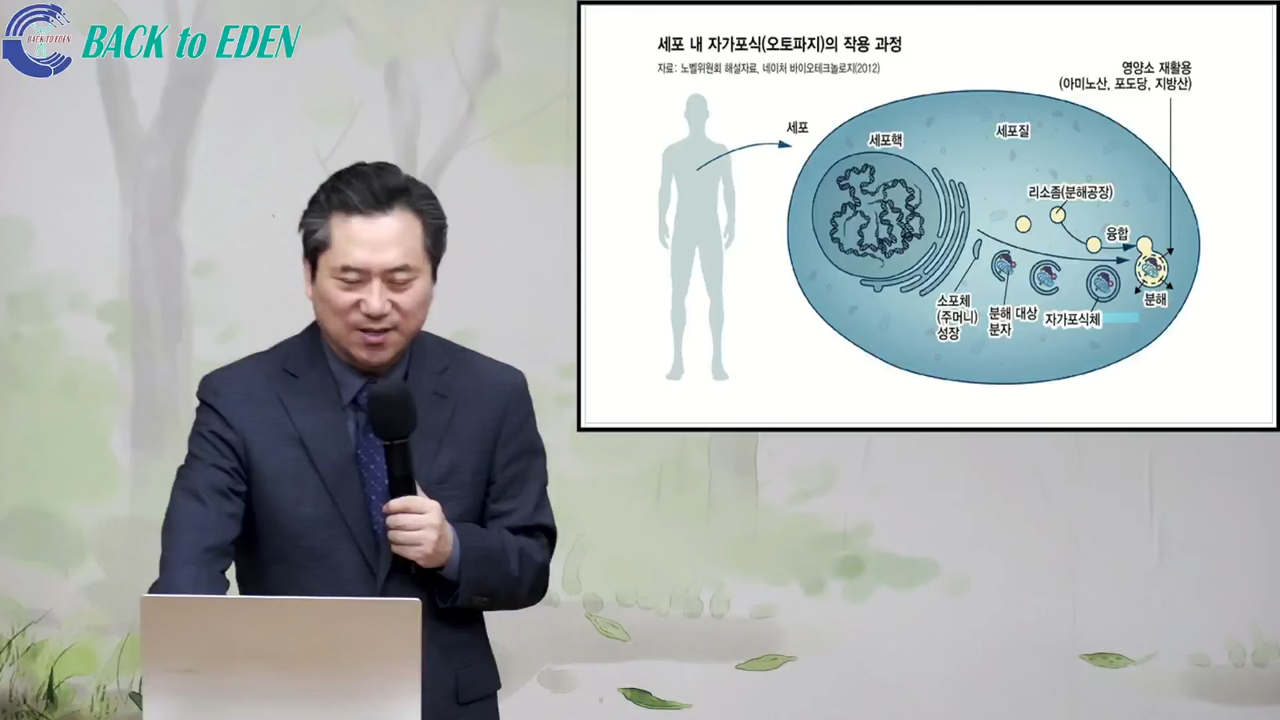 BACK TO EDEN
BACK to EDEN
세포 내 자가포식(오토파지)의 작용 과정
자료: 노벨위원회 해설자료, 네이처 바이오테크놀로지(2012)
영양소 재활용
(아미노산, 포도당, 지방산)
세포
세포핵
세포질
리소좀(분해공장)
융합
소포체
(주머니)
성장
분해 대상
분자
자가포식체
분해